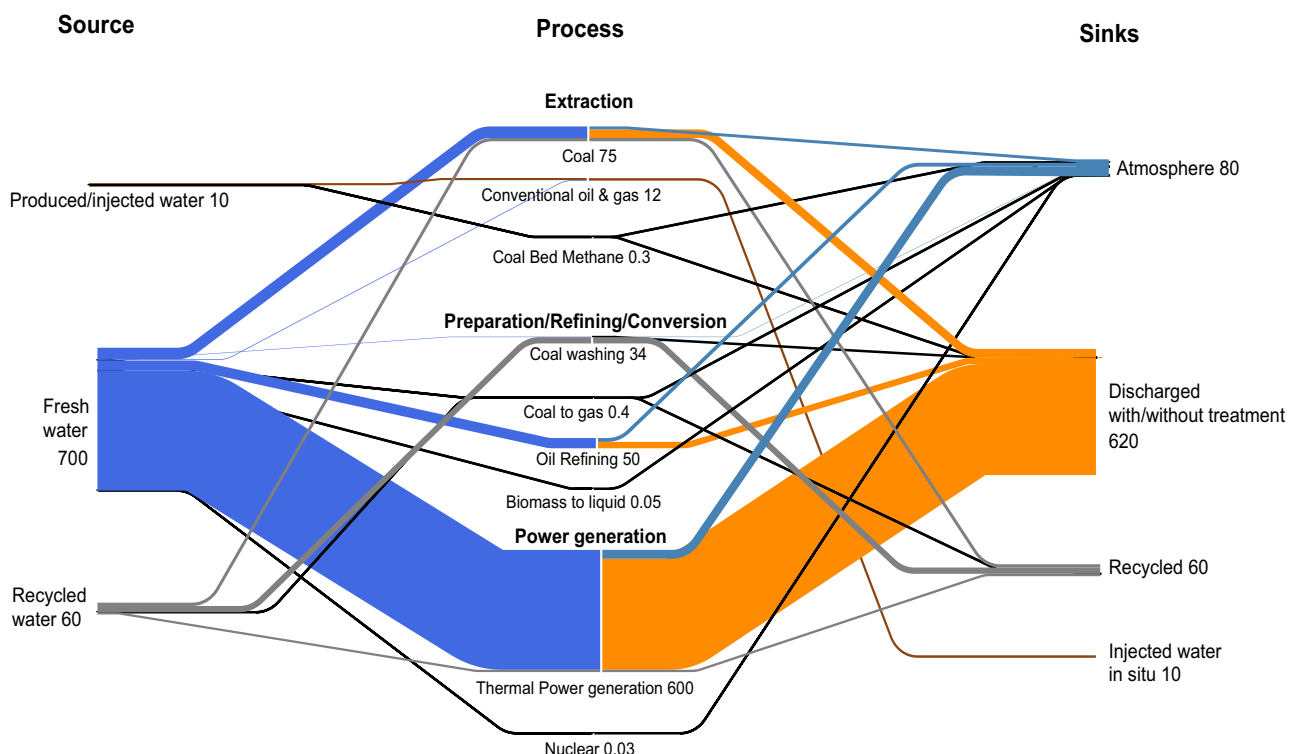 Source
Process
Sinks
Extraction
Coal 75
Atmosphere 80
Produced/injected water 10
Conventional oil & gas 12
Coal Bed Methane 0.3
Preparation/Refining/Conversion
Coal washing 34
Fresh
water
700
Coal to gas 0.4
Discharged
with/without treatment
620
Oil Refining 50
Biomass to liquid 0.05
Power generation
Recycled
water 60
Recycled 60
Injected water
in situ 10
Thermal Power generation 600
Nuclear 0.03